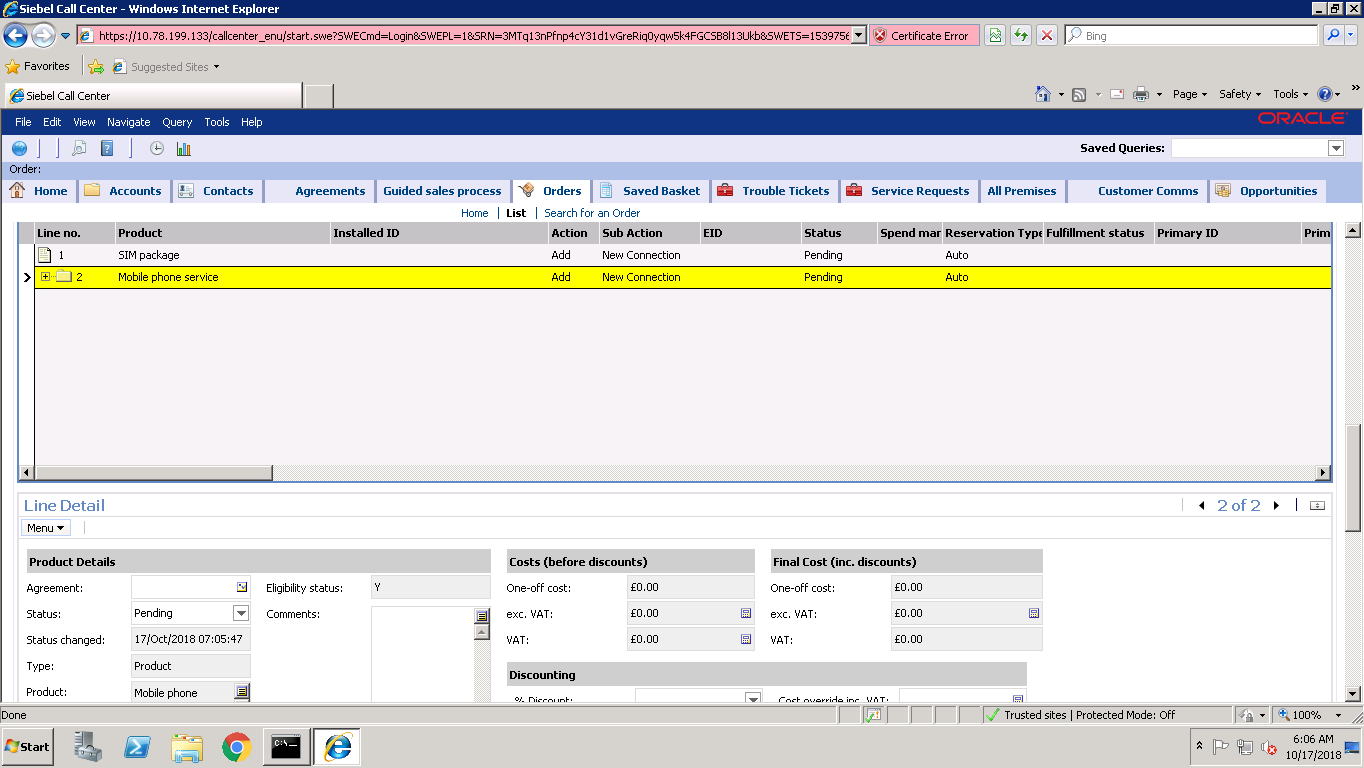 Siebel Call Center - Windows Internet Explorer
https://10.78.199.133/callcenter_enu/start.swe?SWECmd=Login&SWEPL=1&SRN=3MTq13nPfnp4cY31d1vGreRiq0yqw5k4FGCSB8l13Ukb&SWETS=1539756 Certificate Error Bing
Favorites Suggested Sites
Siebel Call Center Page Safety Tools
File Edit View Navigate Query Tools Help ORACLE
Saved Queries:
Order:
Home Accounts Contacts Agreements Guided sales process Orders Saved Basket Trouble Tickets Service Requests All Premises Customer Comms Opportunities
Home List Search for an Order
Line no. Product Installed ID Action Sub Action EID Status Spend mar Reservation Type Fulfillment status Primary ID Prim
1 SIM package Add New Connection Pending Auto
2 Mobile phone service Add New Connection Pending Auto
Line Detail 2 of 2
Menu
Product Details Costs (before discounts) Final Cost (inc. discounts)
Agreement: Eligibility status: Y One-off cost: £0.00 One-off cost: £0.00
Status: Pending Comments: exc. VAT: £0.00 exc. VAT: £0.00
Status changed: 17/Oct/2018 07:05:47 VAT: £0.00 VAT: £0.00
Type: Product
Discounting
Product: Mobile phone
% Discount: Cost override inc. VAT:
Done Trusted sites | Protected Mode: Off 100%
Start 6:06 AM
10/17/2018